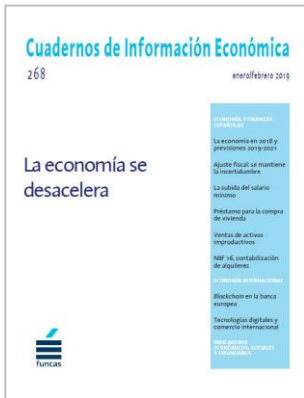 Cuadernos de Información Económica
268
enero/febrero 2019
La economía se
desacelera
ECONOMÍA Y FINANZAS
ESPAÑOLAS
La economía en 2018 y
previsiones 2019-2021
Ajuste fiscal: se mantiene
la incertidumbre
La subida del salario
mínimo
Préstamo para la compra
de vivienda
Ventas de activos
improductivos
NIIF 16, contabilización
de alquileres
ECONOMÍA INTERNACIONAL
Blockchain en la banca
europea
Tecnologías digitales y
comercio internacional
INDICADORES
ECONÓMICOS, SOCIALES
Y FINANCIEROS
funcas